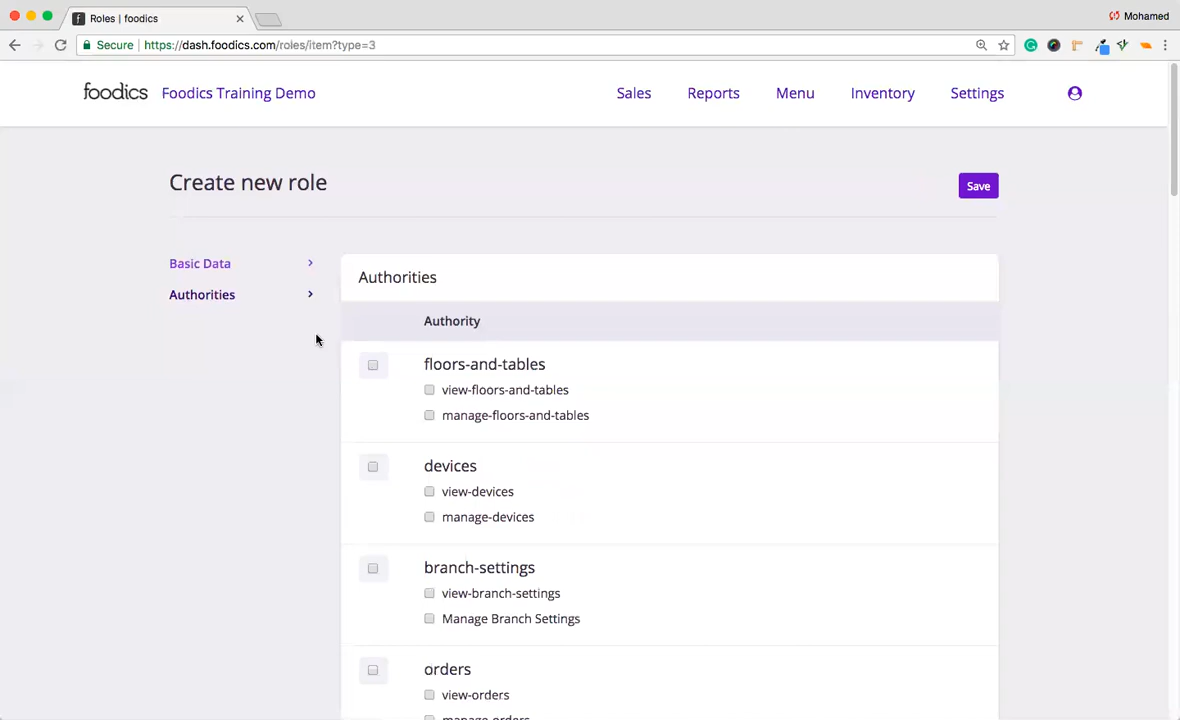 Roles | foodics
Mohamed
Secure
https://dash.foodics.com/roles/item?type=3
foodics
Foodics Training Demo
Sales
Reports
Menu
Inventory
Settings
Create new role
Save
Basic Data
Authorities
Authorities
Authority
floors-and-tables
view-floors-and-tables
manage-floors-and-tables
devices
view-devices
manage-devices
branch-settings
view-branch-settings
Manage Branch Settings
orders
view-orders
manage-orders